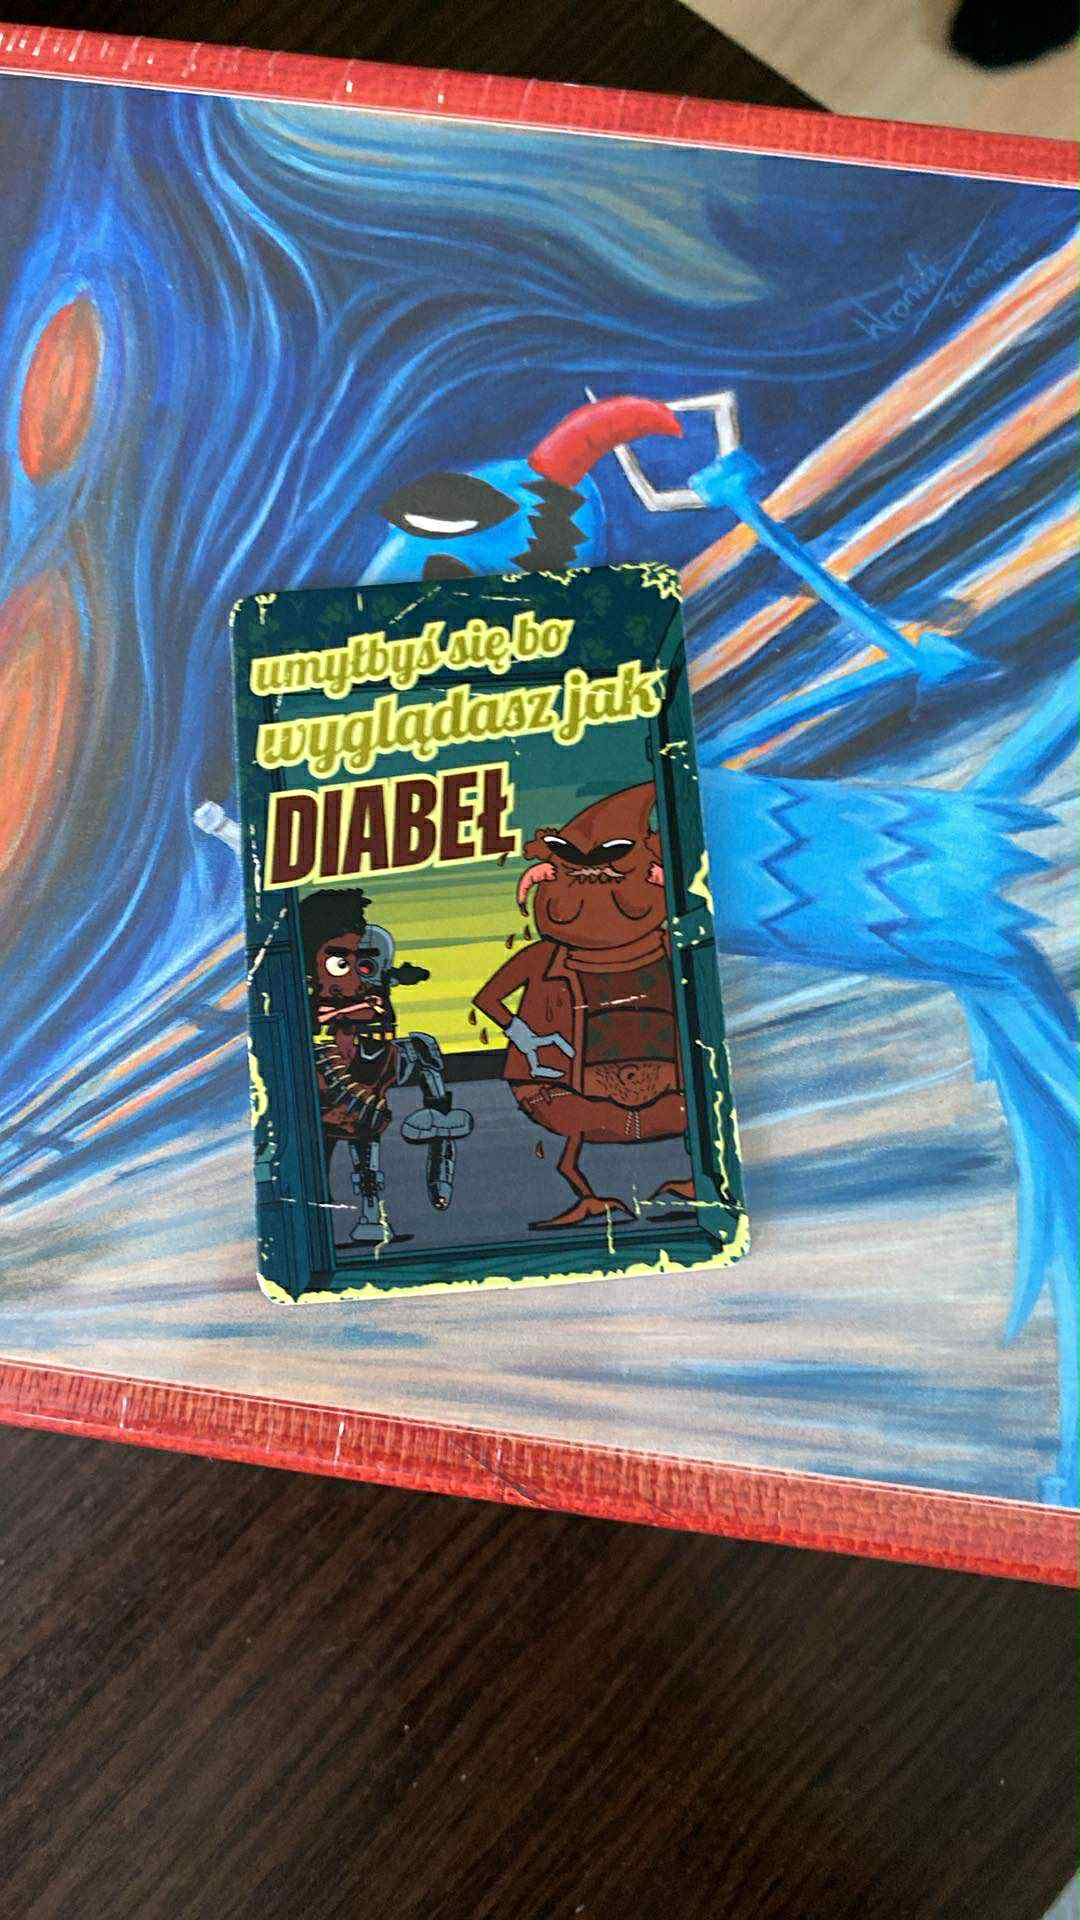 umyłbyś się bo
wyglądasz jak
DIABEŁ